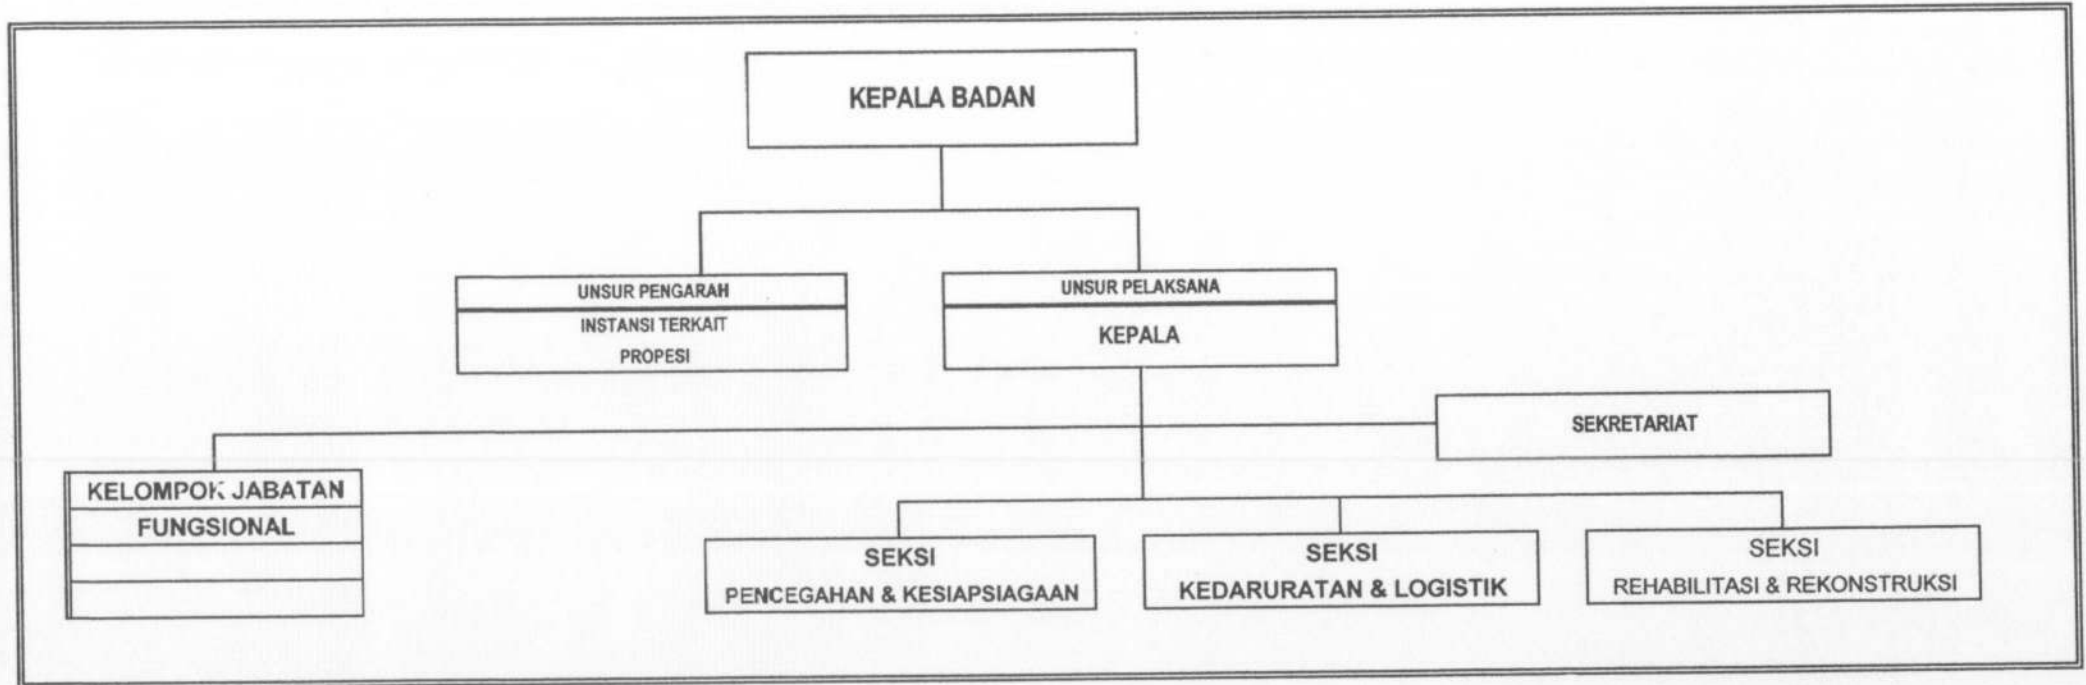 KEPALA BADAN
UNSUR PENGARAH
INSTANSI TERKAIT
PROPESI
UNSUR PELAKSANA
KEPALA
SEKRETARIAT
KELOMPOK JABATAN
FUNGSIONAL
SEKSI
PENCEGAHAN & KESIAPSIAGAAN
SEKSI
KEDARURATAN & LOGISTIK
SEKSI
REHABILITASI & REKONSTRUKSI